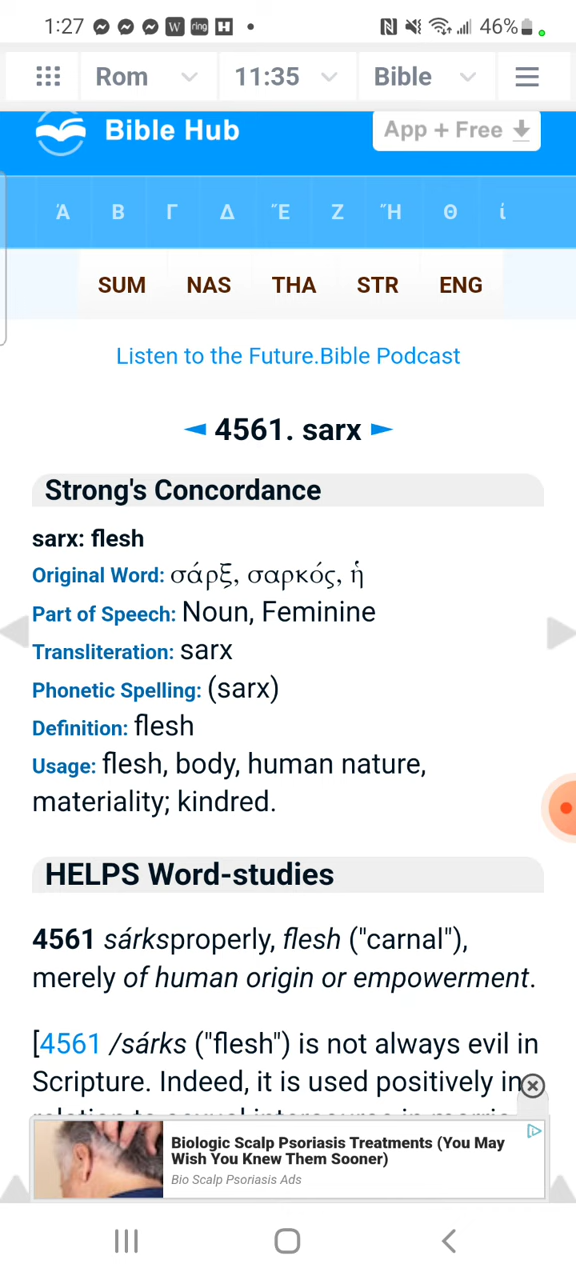 1:27 W ring H • 46%
Rom 11:35 Bible
Bible Hub App + Free
Ἀ Β Γ Δ Ἔ Ζ Ἤ Θ ί
SUM NAS THA STR ENG
Listen to the Future.Bible Podcast
◄ 4561. sarx ►
Strong's Concordance
sarx: flesh
Original Word: σάρξ, σαρκός, ἡ
Part of Speech: Noun, Feminine
Transliteration: sarx
Phonetic Spelling: (sarx)
Definition: flesh
Usage: flesh, body, human nature,
materiality; kindred.
HELPS Word-studies
4561 sárksproperly, flesh ("carnal"),
merely of human origin or empowerment.
[4561 /sárks ("flesh") is not always evil in
Scripture. Indeed, it is used positively in
Biologic Scalp Psoriasis Treatments (You May
Wish You Knew Them Sooner)
Bio Scalp Psoriasis Ads